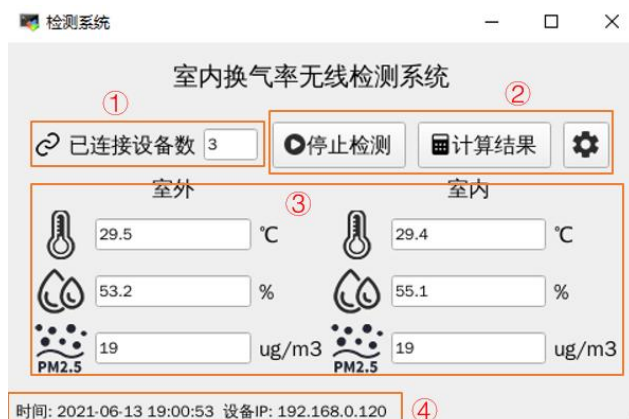 检测系统
室内换气率无线检测系统
① ②
已连接设备数 3 停止检测 计算结果
室外 ③ 室内
29.5 ℃ 29.4 ℃
53.2 % 55.1 %
19 ug/m3 19 ug/m3
PM2.5 PM2.5
时间: 2021-06-13 19:00:53 设备IP: 192.168.0.120 ④